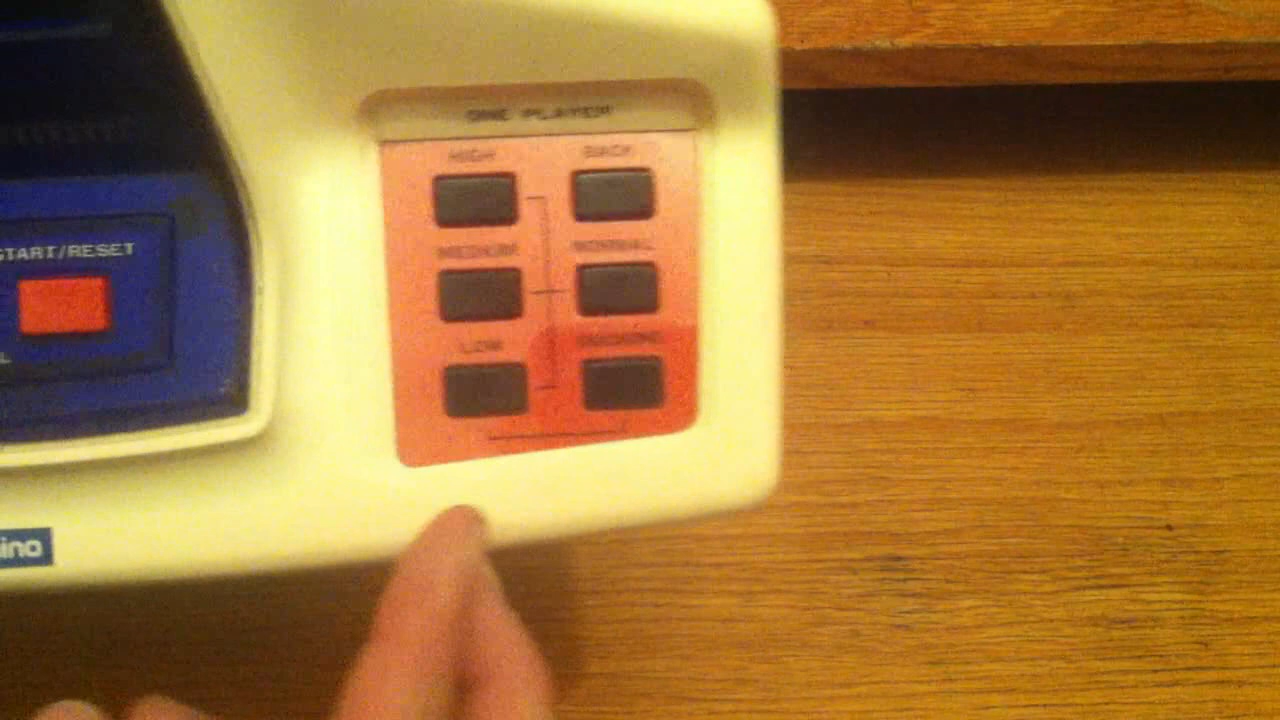 ONE PLAYER
HIGH BACK
START/RESET
MEDIUM NORMAL
LOW